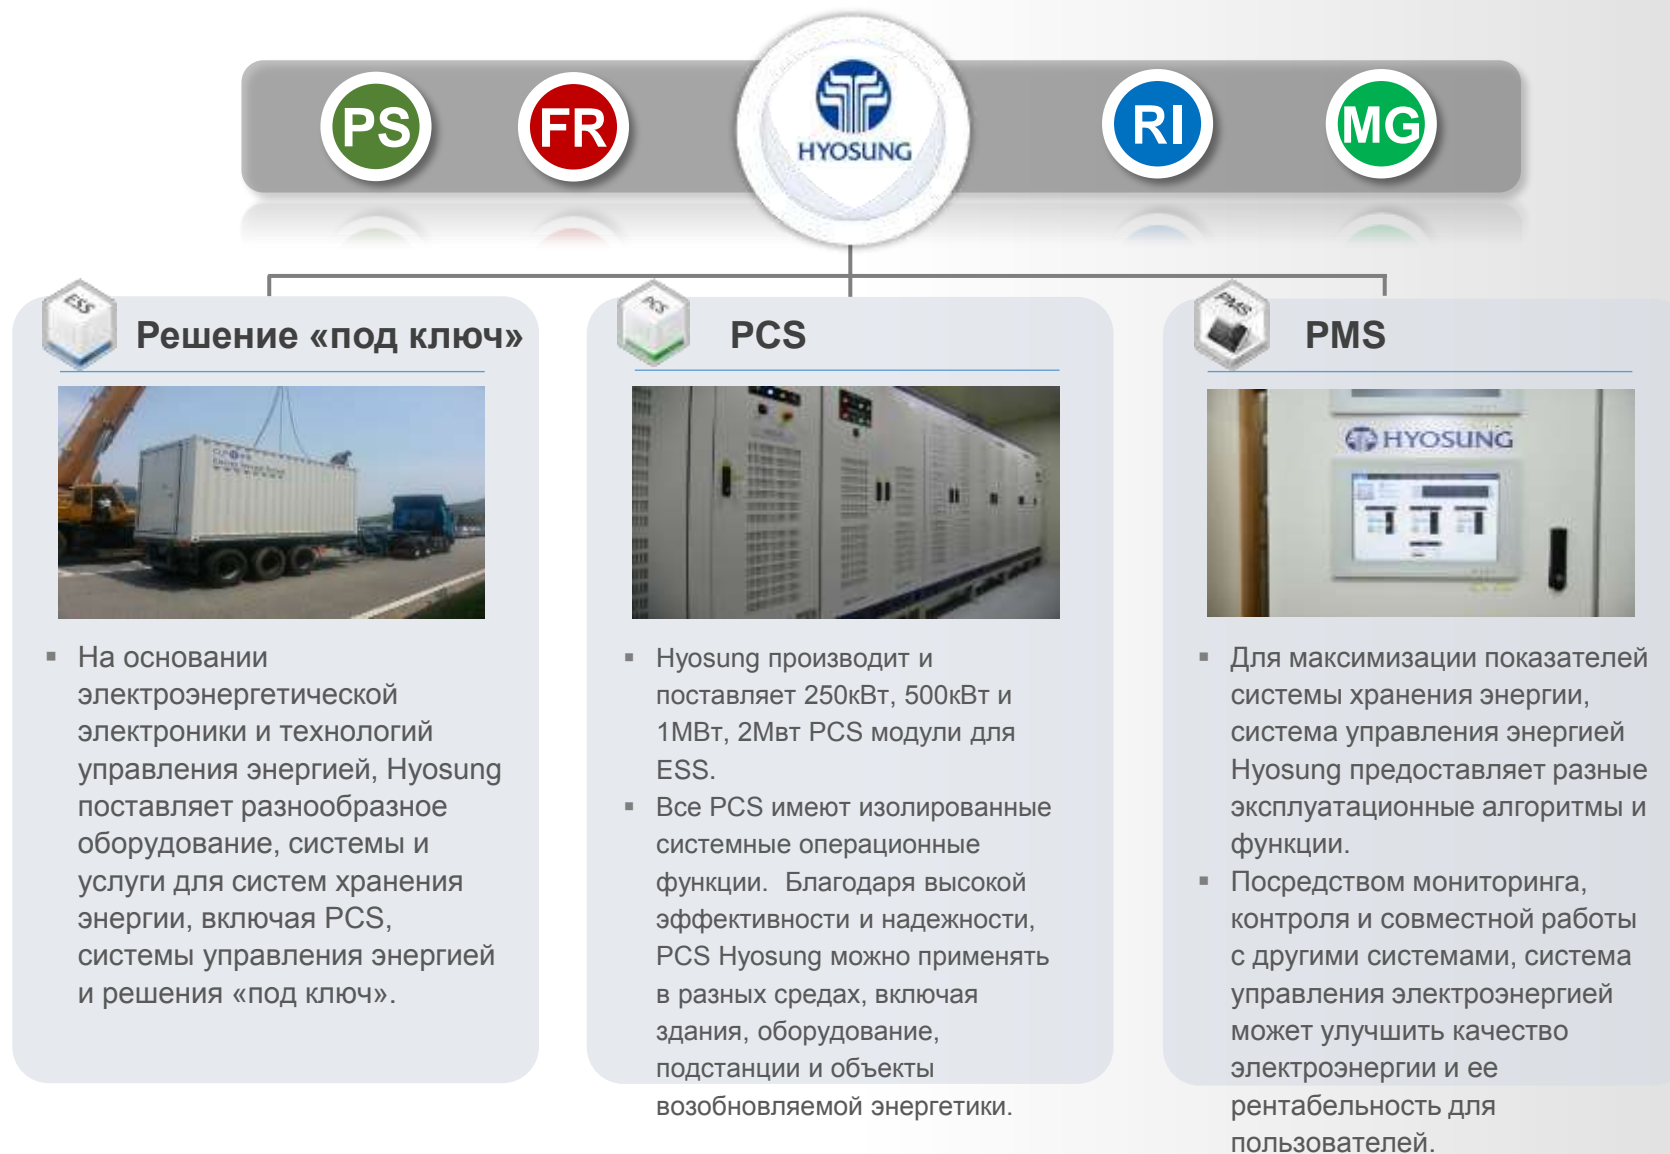 PS
FR
HYOSUNG
RI
MG
ESS
Решение «под ключ»
PCS
PCS
PMS
PMS
HYOSUNG
На основании
электроэнергетической
электроники и технологий
управления энергией, Hyosung
поставляет разнообразное
оборудование, системы и
услуги для систем хранения
энергии, включая PCS,
системы управления энергией
и решения «под ключ».
Hyosung производит и
поставляет 250кВт, 500кВт и
1МВт, 2Мвт PCS модули для
ESS.
Все PCS имеют изолированные
системные операционные
функции. Благодаря высокой
эффективности и надежности,
PCS Hyosung можно применять
в разных средах, включая
здания, оборудование,
подстанции и объекты
возобновляемой энергетики.
Для максимизации показателей
системы хранения энергии,
система управления энергией
Hyosung предоставляет разные
эксплуатационные алгоритмы и
функции.
Посредством мониторинга,
контроля и совместной работы
с другими системами, система
управления электроэнергией
может улучшить качество
электроэнергии и ее
рентабельность для
пользователей.